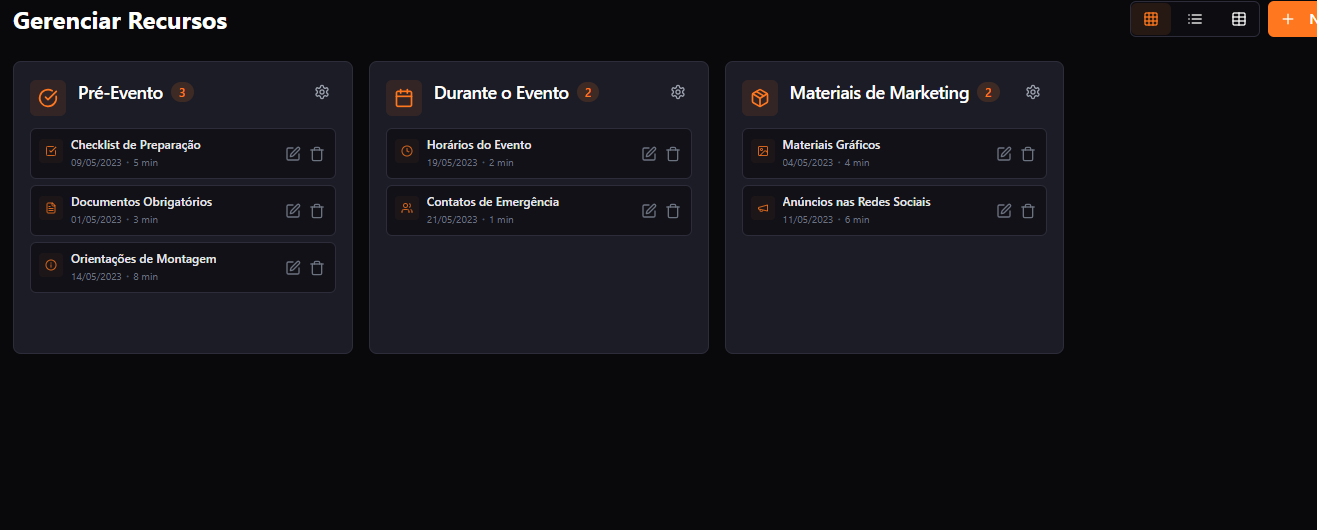 Gerenciar Recursos
N
Pré-Evento 3
Checklist de Preparação
09/05/2023 · 5 min
Documentos Obrigatórios
01/05/2023 · 3 min
Orientações de Montagem
14/05/2023 · 8 min
Durante o Evento 2
Horários do Evento
19/05/2023 · 2 min
Contatos de Emergência
21/05/2023 · 1 min
Materiais de Marketing 2
Materiais Gráficos
04/05/2023 · 4 min
Anúncios nas Redes Sociais
11/05/2023 · 6 min